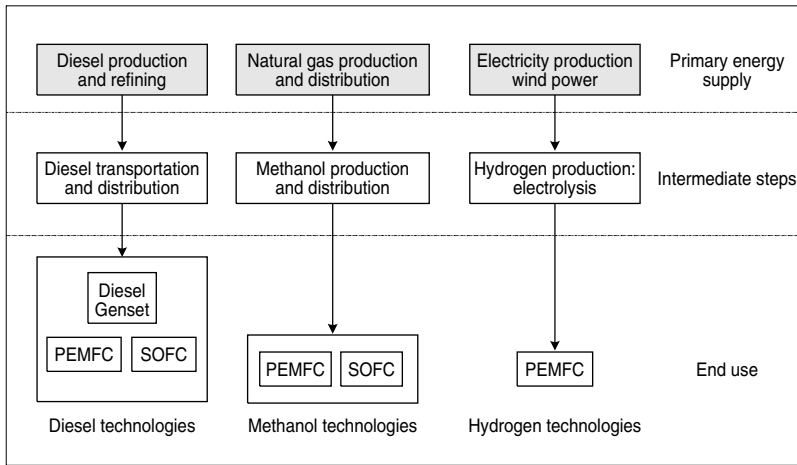 Diesel production
and refining
Natural gas production
and distribution
Electricity production
wind power
Primary energy
supply
Diesel transportation
and distribution
Methanol production
and distribution
Hydrogen production:
electrolysis
Intermediate steps
Diesel
Genset
PEMFC
SOFC
PEMFC
SOFC
PEMFC
End use
Diesel technologies
Methanol technologies
Hydrogen technologies